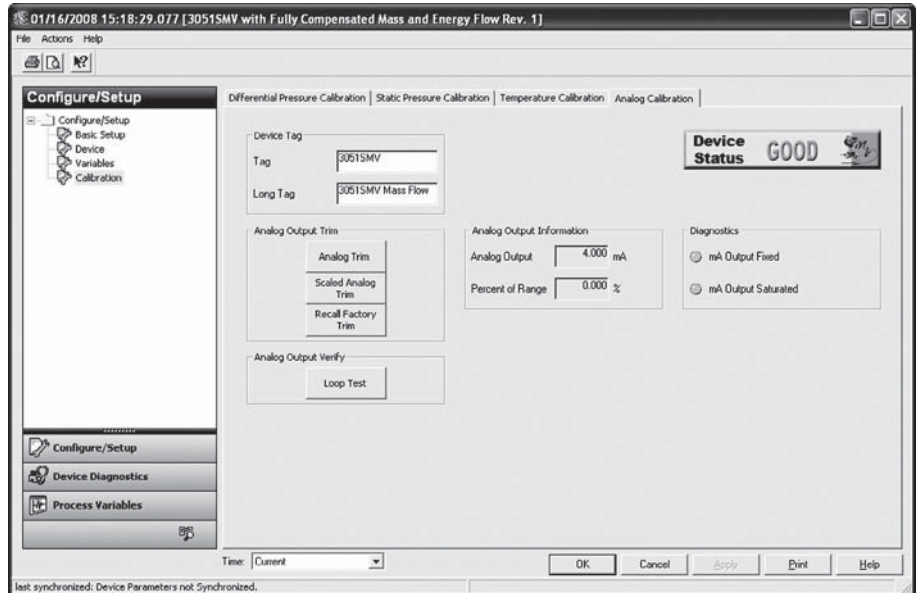 01/16/2008 15:18:29.077 [3051SMV with Fully Compensated Mass and Energy Flow Rev. 1]
File Actions Help
Configure/Setup
Configure/Setup
Basic Setup
Device
Variables
Calibration
Configure/Setup
Device Diagnostics
Process Variables
Differential Pressure Calibration Static Pressure Calibration Temperature Calibration Analog Calibration
Device Tag
Tag 3051SMV
Long Tag 3051SMV Mass Flow
Device Status GOOD
Analog Output Trim
Analog Trim
Scaled Analog Trim
Recall Factory Trim
Analog Output Information
Analog Output 4.000 mA
Percent of Range 0.000 %
Diagnostics
mA Output Fixed
mA Output Saturated
Analog Output Verify
Loop Test
Time: Current
OK Cancel Apply Print Help
last synchronized: Device Parameters not Synchronized.